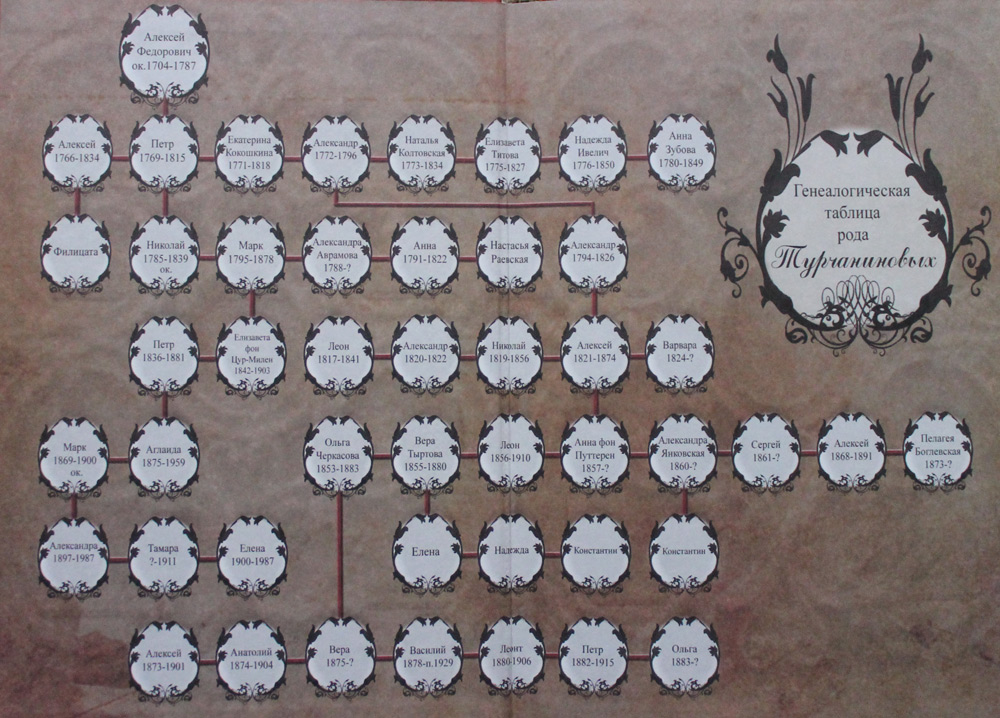 Алексей
Федорович
ок.1704-1787
Алексей
1766-1834
Петр
1769-1815
Екатерина
Кокошкина
1771-1818
Александр
1772-1796
Наталья
Колтовская
1773-1834
Елизавета
Титова
1775-1827
Надежда
Ивелич
1776-1850
Анна
Зубова
1780-1849
Генеалогическая
таблица
рода
Турчаниновых
Филицата
Николай
1785-1839
ок.
Марк
1795-1878
Александра
Аврамова
1788-?
Анна
1791-1822
Настасья
Раевская
Александр
1794-1826
Петр
1836-1881
Елизавета
фон
Цур-Милен
1842-1903
Леон
1817-1841
Александр
1820-1822
Николай
1819-1856
Алексей
1821-1874
Варвара
1824-?
Марк
1869-1900
ок.
Аглаида
1875-1959
Ольга
Черкасова
1853-1883
Вера
Тыртова
1855-1880
Леон
1856-1910
Анна фон
Путтерен
1857-?
Александра
Янковская
1860-?
Сергей
1861-?
Алексей
1868-1891
Пелагея
Боглевская
1873-?
Александра
1897-1987
Тамара
?-1911
Елена
1900-1987
Елена
Надежда
Константин
Константин
Алексей
1873-1901
Анатолий
1874-1904
Вера
1875-?
Василий
1878-п.1929
Леонт
1880-1906
Петр
1882-1915
Ольга
1883-?